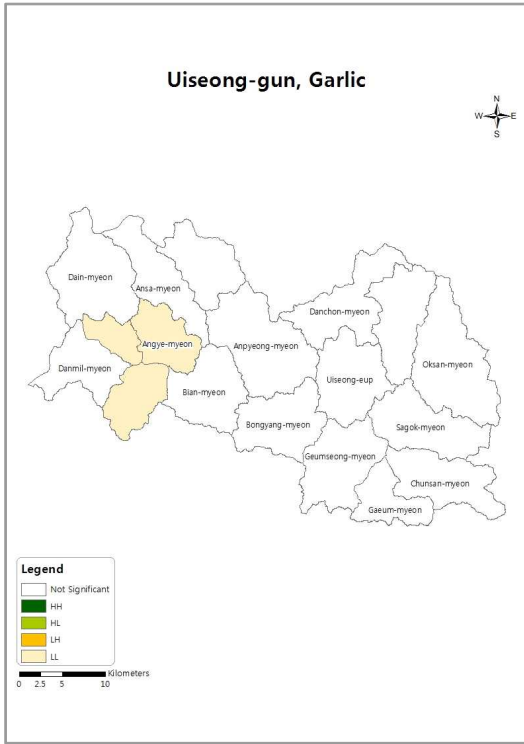 Uiseong-gun, Garlic
N
W E
S
Dain-myeon
Ansa-myeon
Danchon-myeon
Angye-myeon
Anpyeong-myeon
Danmil-myeon
Oksan-myeon
Uiseong-eup
Bian-myeon
Bongyang-myeon
Sagok-myeon
Geumseong-myeon
Chunsan-myeon
Gaeum-myeon
Legend
Not Significant
HH
HL
LH
LL
Kilometers
0 2.5 5 10